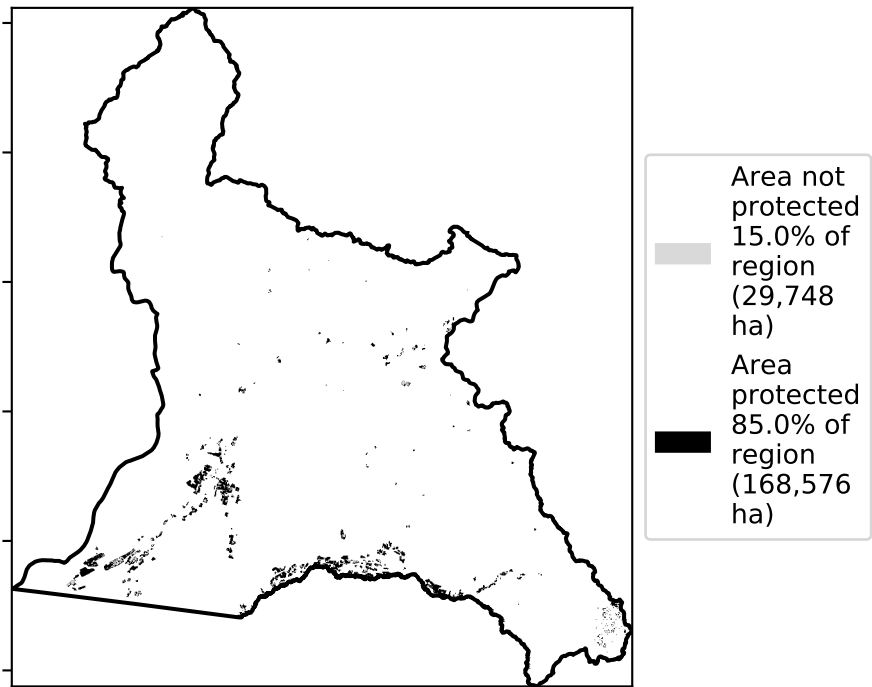 Area not
protected
15.0% of
region
(29,748
ha)
Area
protected
85.0% of
region
(168,576
ha)